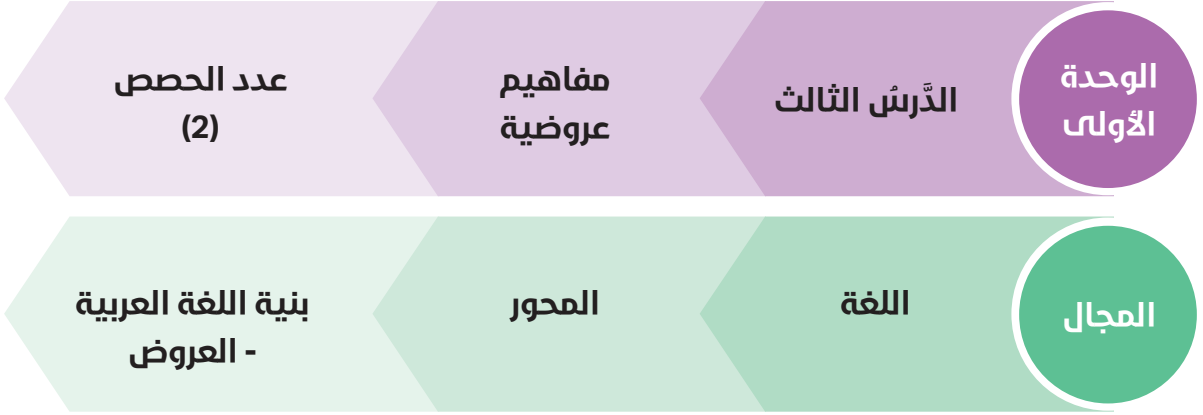 الوحدة
الأولى
الدَّرسُ الثالث
مفاهيم
عروضية
عدد الحصص
(2)
المجال
اللغة
المحور
بنية اللغة العربية
- العروض